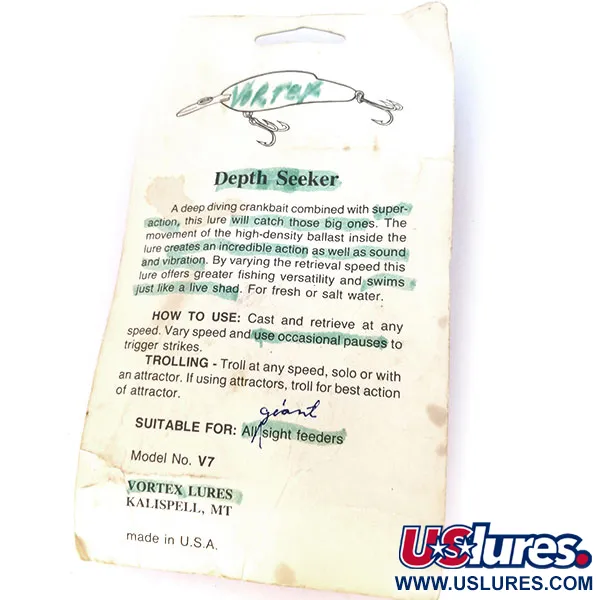 Vortex
Depth Seeker
A deep diving crankbait combined with super-
action, this lure will catch those big ones. The
movement of the high-density ballast inside the
lure creates an incredible action as well as sound
and vibration. By varying the retrieval speed this
lure offers greater fishing versatility and swims
just like a live shad. For fresh or salt water.
HOW TO USE: Cast and retrieve at any
speed. Vary speed and use occasional pauses to
trigger strikes.
TROLLING - Troll at any speed, solo or with
an attractor. If using attractors, troll for best action
of attractor.
giant
SUITABLE FOR: All sight feeders
Model No. V7
VORTEX LURES
KALISPELL, MT
made in U.S.A.
USlures.
WWW.USLURES.COM